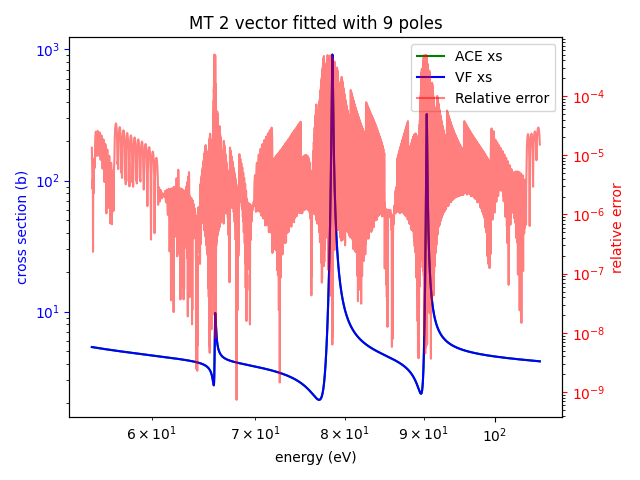 MT 2 vector fitted with 9 poles
ACE xs
VF xs
Relative error
cross section (b)
10³
10²
10¹
10⁻⁴
10⁻⁵
10⁻⁶
10⁻⁷
10⁻⁸
10⁻⁹
relative error
6 × 10¹ 7 × 10¹ 8 × 10¹ 9 × 10¹ 10²
energy (eV)